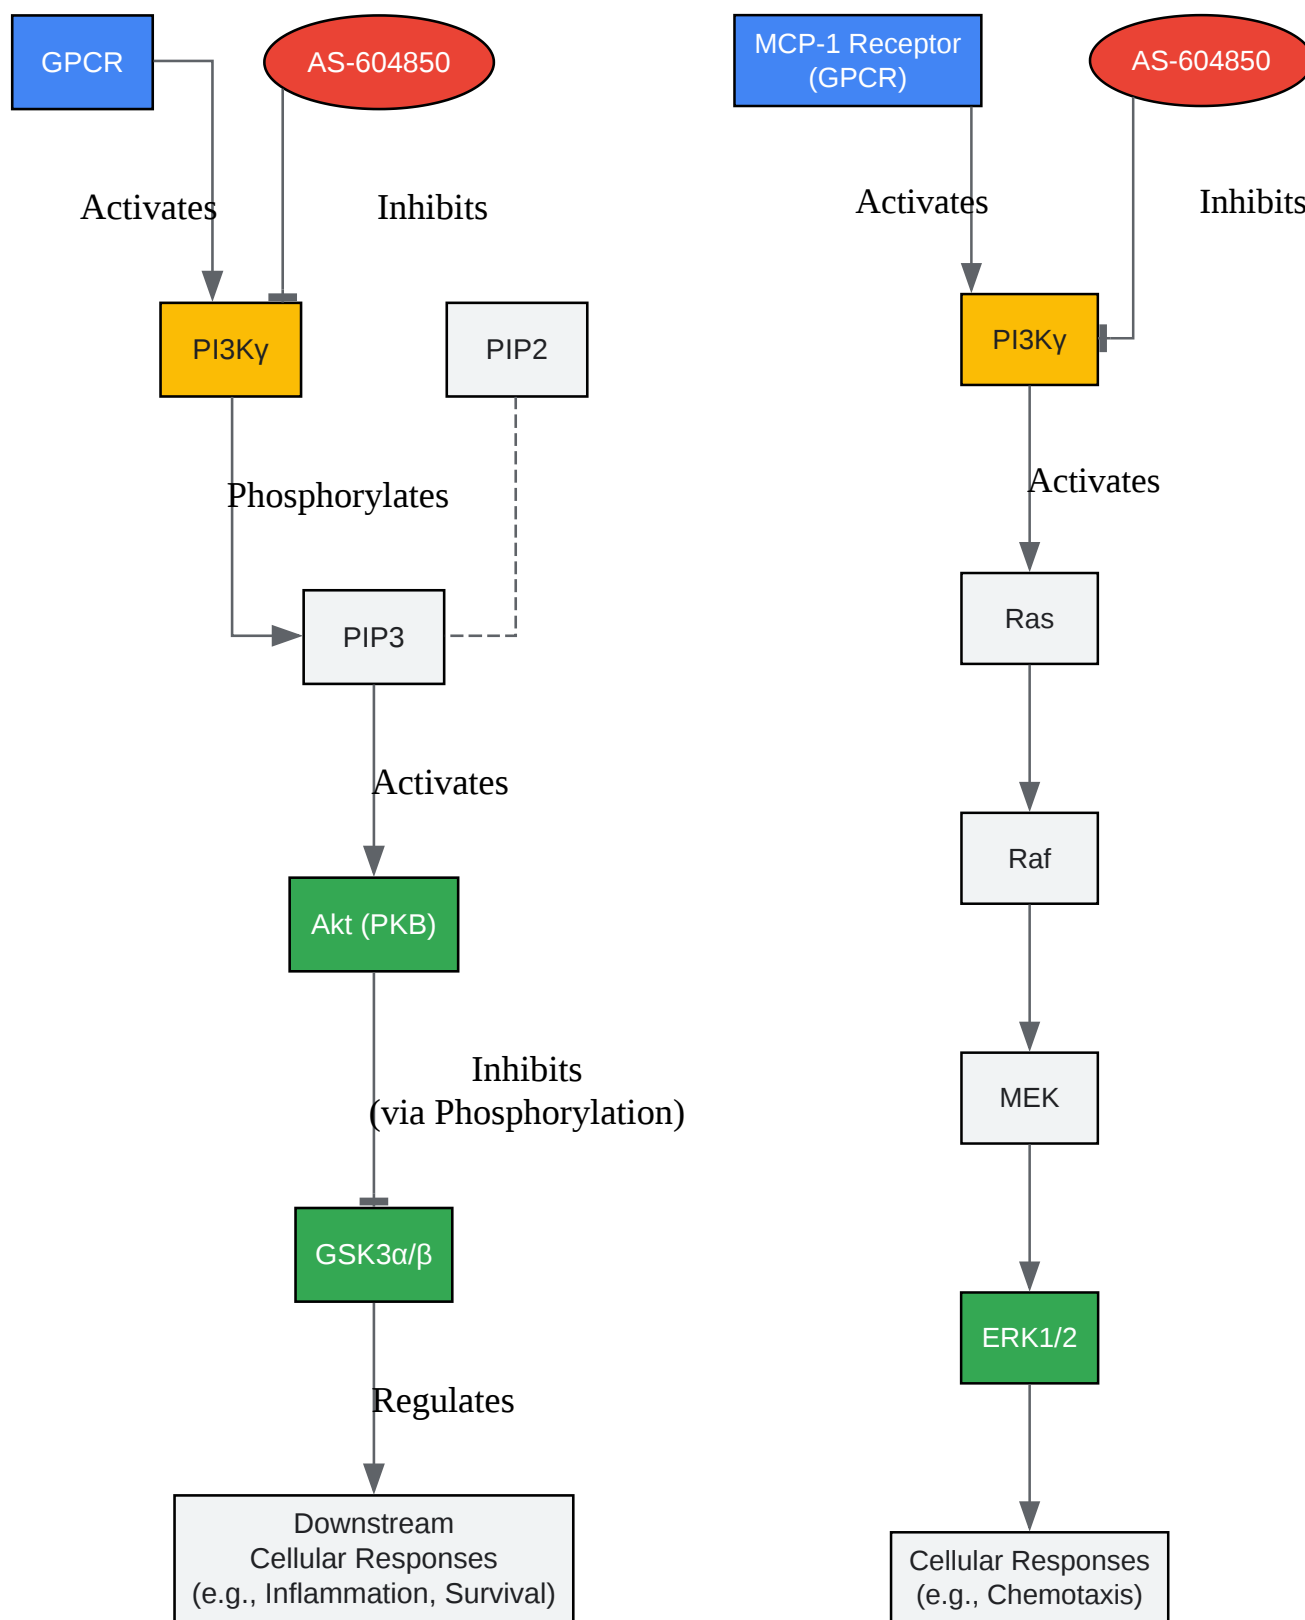 GPCR
AS-604850
Activates
Inhibits
PI3Kγ
PIP2
Phosphorylates
PIP3
Activates
Akt (PKB)
Inhibits
(via Phosphorylation)
GSK3α/β
Regulates
Downstream
Cellular Responses
(e.g., Inflammation, Survival)
MCP-1 Receptor
(GPCR)
AS-604850
Activates
Inhibits
PI3Kγ
Activates
Ras
Raf
MEK
ERK1/2
Cellular Responses
(e.g., Chemotaxis)